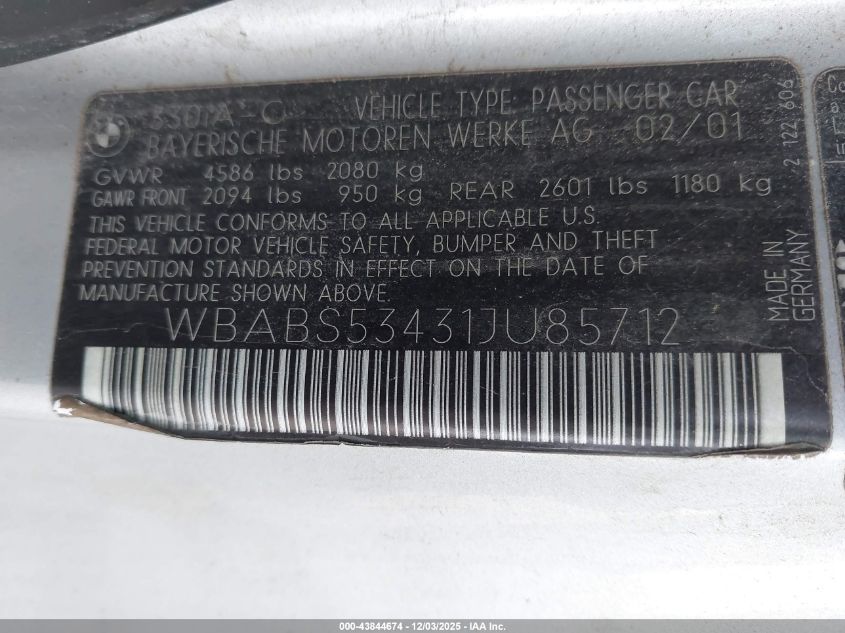 330iA-C VEHICLE TYPE PASSENGER CAR
BAYERISCHE MOTOREN WERKE AG 02/01
GVWR 4586 lbs 2080 kg
GAWR FRONT 2094 lbs 950 kg REAR 2601 lbs 1180 kg
THIS VEHICLE CONFORMS TO ALL APPLICABLE U.S.
FEDERAL MOTOR VEHICLE SAFETY, BUMPER AND THEFT
PREVENTION STANDARDS IN EFFECT ON THE DATE OF
MANUFACTURE SHOWN ABOVE.
WBABS53431JU85712
MADE IN
GERMANY
2 122 606
000-43844674 - 12/03/2025 - IAA Inc.